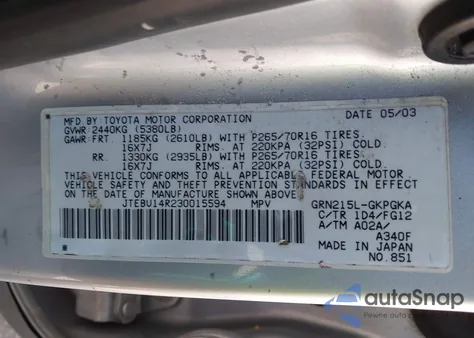 MFD. BY TOYOTA MOTOR CORPORATION DATE 05/03
GVWR 2440KG (5380LB)
GAWR FRT. 1185KG (2610LB) WITH P265/70R16 TIRES.
16X7J RIMS. AT 220KPA (32PSI) COLD.
RR. 1330KG (2935LB) WITH P265/70R16 TIRES.
16X7J RIMS. AT 220KPA (32PSI) COLD.
THIS VEHICLE CONFORMS TO ALL APPLICABLE FEDERAL MOTOR
VEHICLE SAFETY AND THEFT PREVENTION STANDARDS IN EFFECT
ON THE DATE OF MANUFACTURE SHOWN ABOVE.
JTEBU14R230015594 MPV
GRN215L-GKPGKA
C/TR 1D4/FG12
A/TM A02A/
A340F
MADE IN JAPAN
NO.851
autoSnap